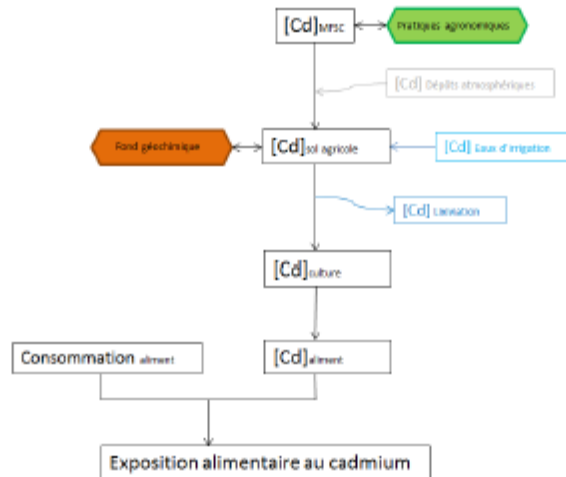 [Cd]MFSC
Pratiques agronomiques
[Cd] Dépôts atmosphériques
Fond géochimique
[Cd]sol agricole
[Cd] Eaux d'irrigation
[Cd] Lixiviation
[Cd]culture
Consommation aliment
[Cd]aliment
Exposition alimentaire au cadmium